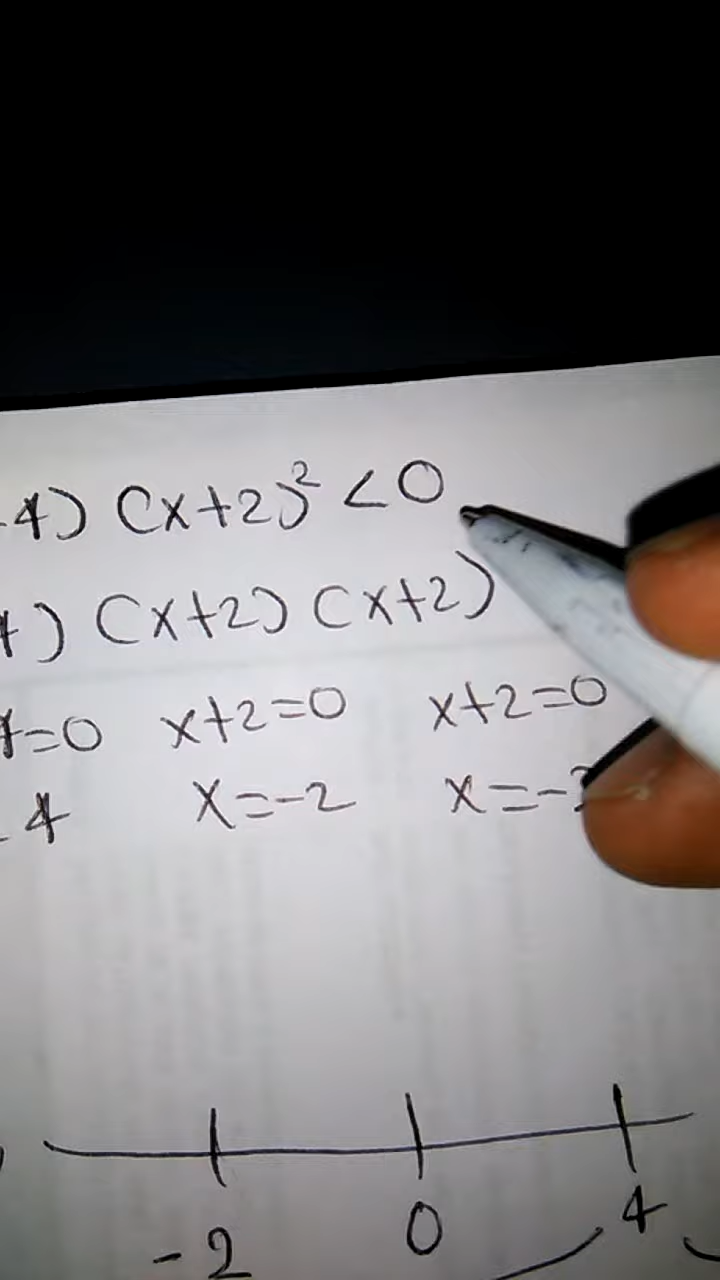 4) (x+2)² < 0
) (x+2) (x+2)
=0 x+2=0 x+2=0
4 x=-2 x=-
-2 0 4